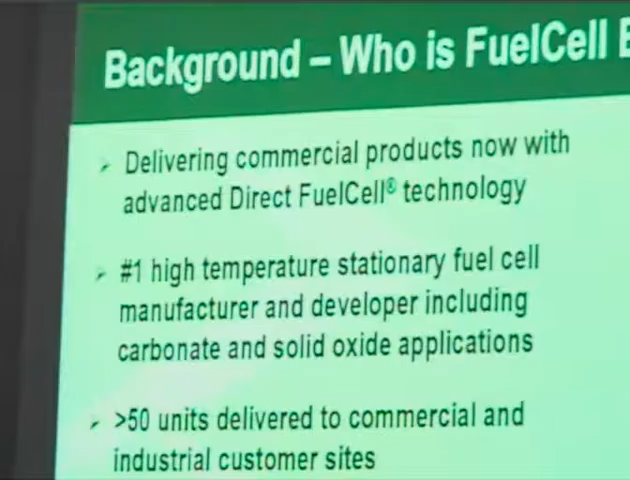 Background – Who is FuelCell E
Delivering commercial products now with
advanced Direct FuelCell® technology
#1 high temperature stationary fuel cell
manufacturer and developer including
carbonate and solid oxide applications
>50 units delivered to commercial and
industrial customer sites